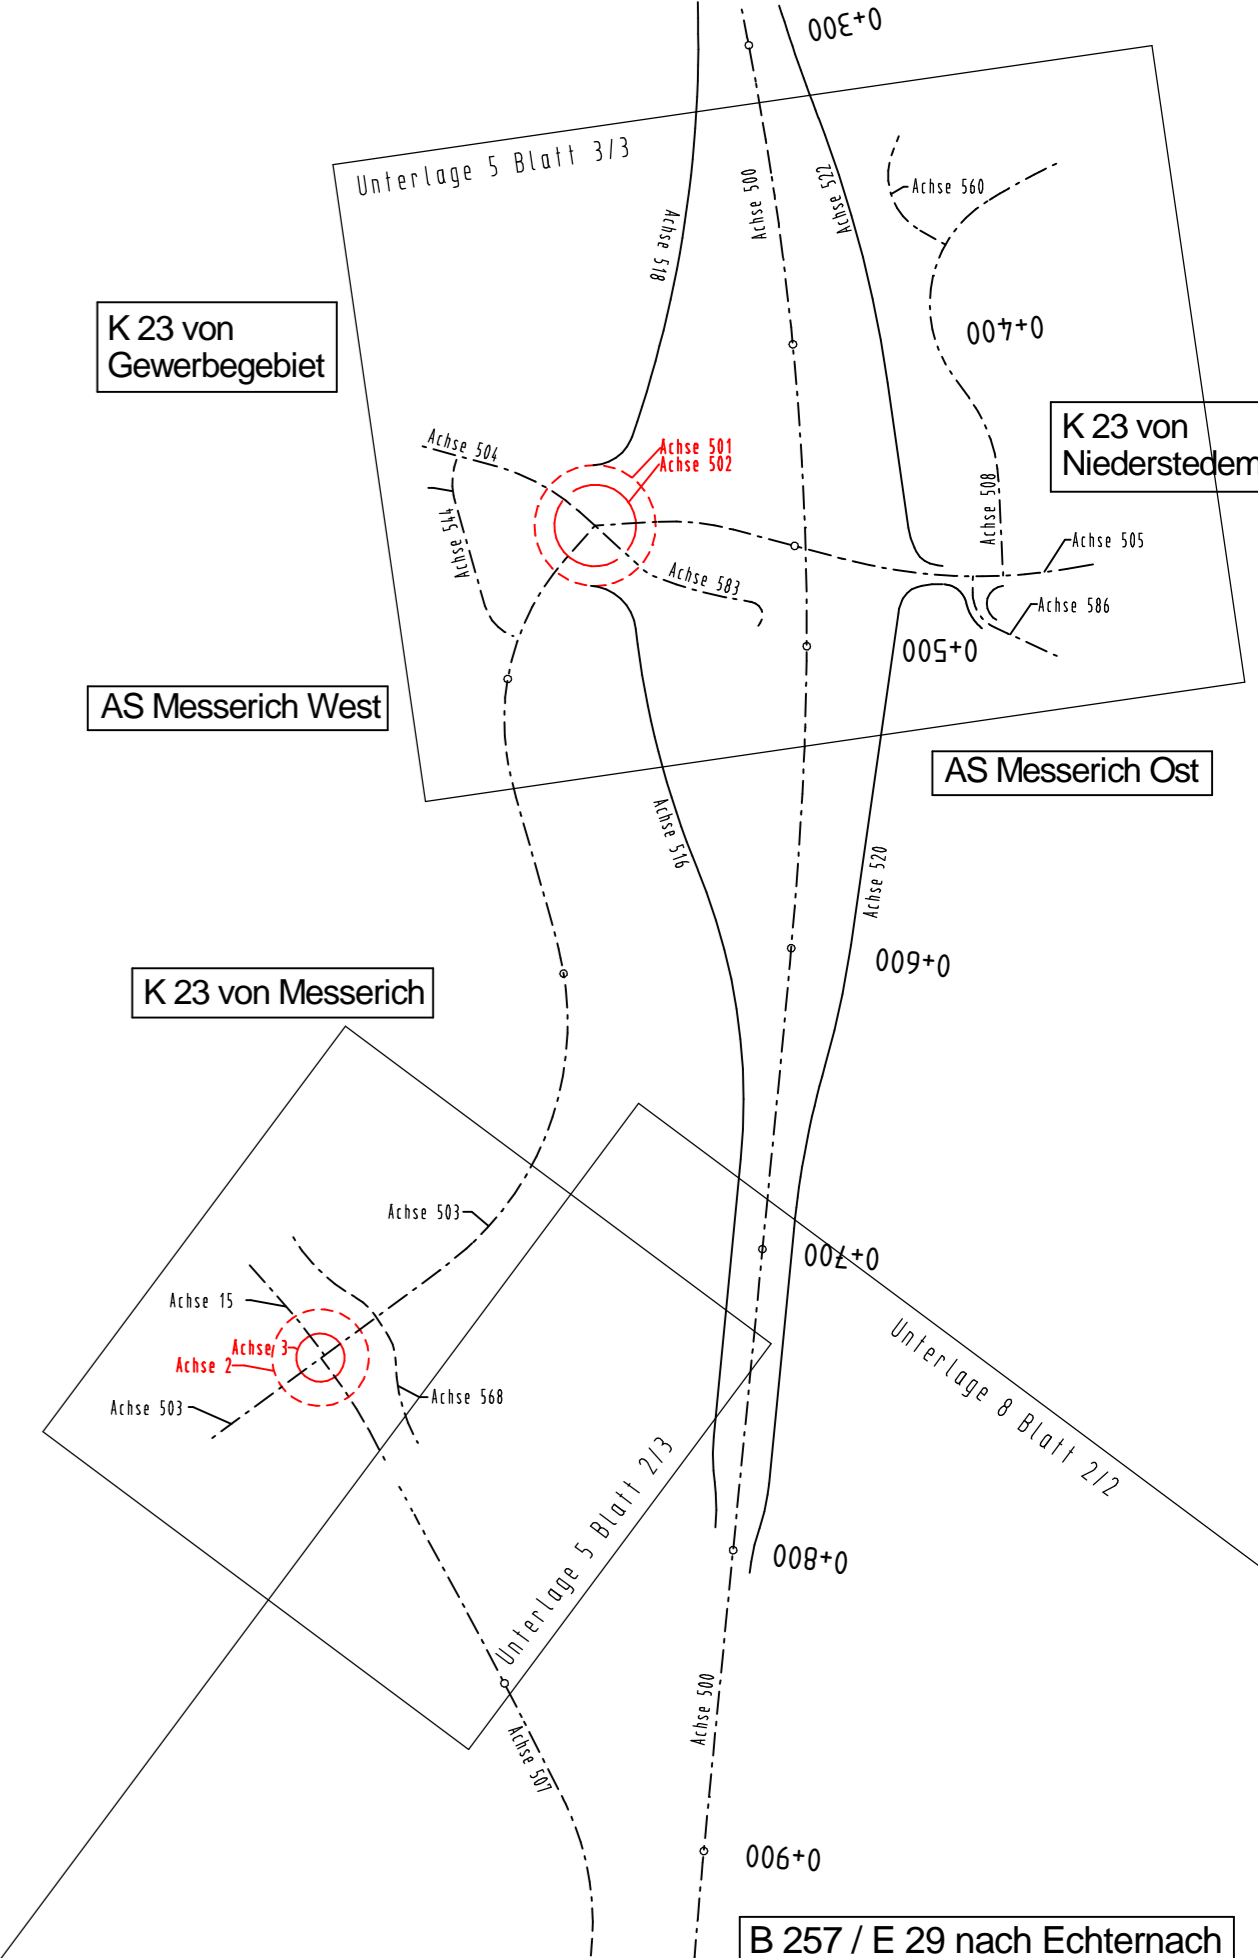 0+300
Unterlage 5 Blatt 3/3
Achse 518
Achse 500
Achse 522
Achse 560
K 23 von
Gewerbegebiet
0+400
K 23 von
Niederstedem
Achse 504
Achse 501
Achse 502
Achse 544
Achse 508
Achse 505
Achse 583
Achse 586
0+500
AS Messerich West
AS Messerich Ost
Achse 516
Achse 520
0+600
K 23 von Messerich
Achse 503
0+700
Achse 15
Achse 3
Achse 2
Achse 503
Achse 568
Unterlage 8 Blatt 2/2
Unterlage 5 Blatt 2/3
0+800
Achse 500
Achse 507
0+900
B 257 / E 29 nach Echternach